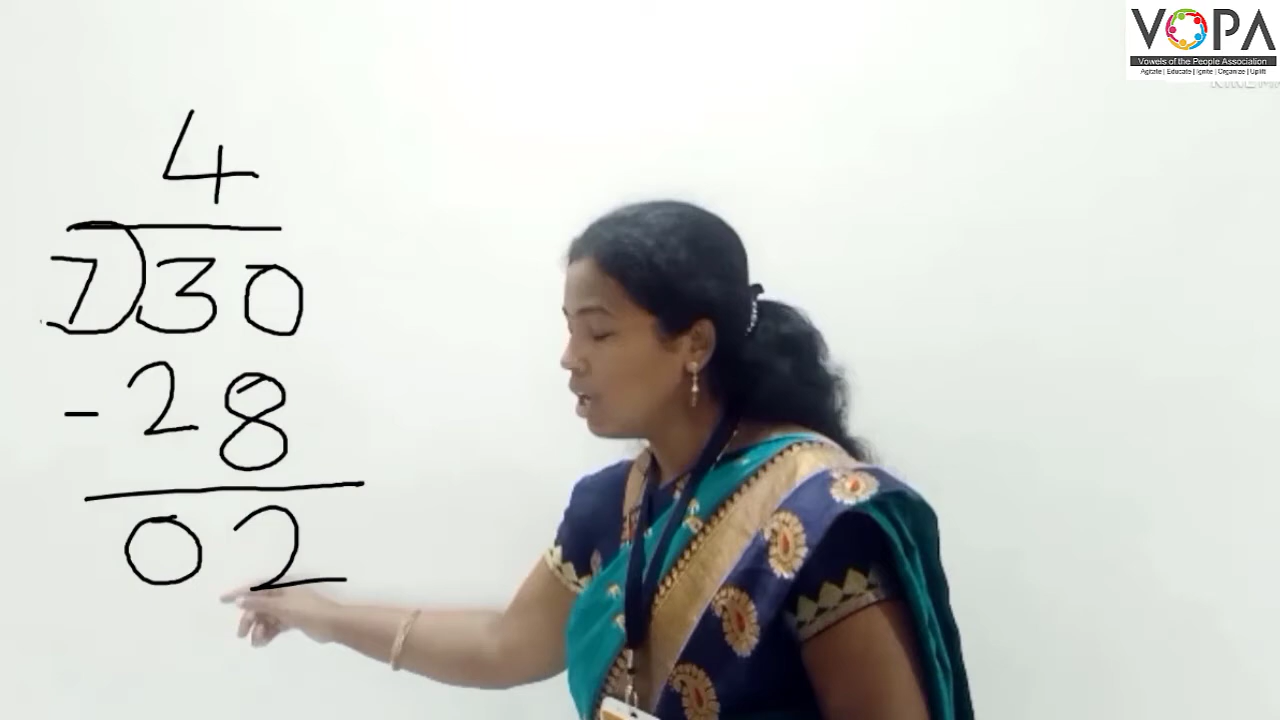 VOPA
Vowels of the People Association
Agitate | Educate | Ignite | Organize | Uplift
4
7)30
- 28
02